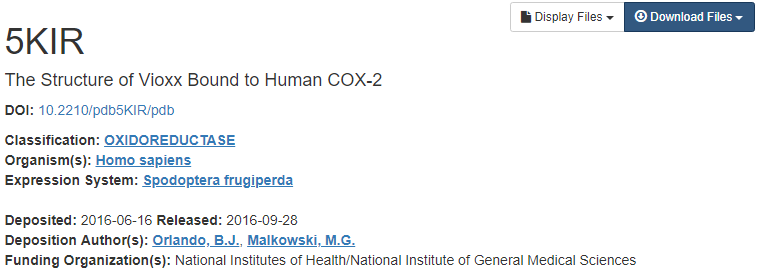 Display Files Download Files
5KIR
The Structure of Vioxx Bound to Human COX-2
DOI: 10.2210/pdb5KIR/pdb
Classification: OXIDOREDUCTASE
Organism(s): Homo sapiens
Expression System: Spodoptera frugiperda
Deposited: 2016-06-16 Released: 2016-09-28
Deposition Author(s): Orlando, B.J., Malkowski, M.G.
Funding Organization(s): National Institutes of Health/National Institute of General Medical Sciences